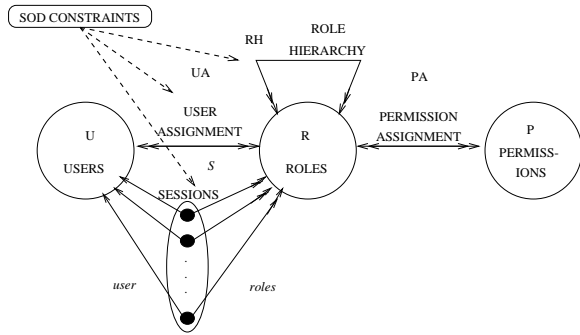 SOD CONSTRAINTS
RH
ROLE
HIERARCHY
UA
PA
USER
ASSIGNMENT
PERMISSION
ASSIGNMENT
U
USERS
R
ROLES
P
PERMISS-
IONS
S
SESSIONS
user
roles